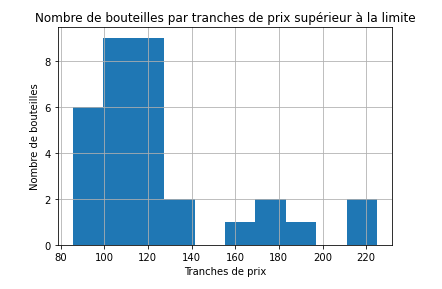 Nombre de bouteilles par tranches de prix supérieur à la limite
Nombre de bouteilles
8
6
4
2
0
80 100 120 140 160 180 200 220
Tranches de prix